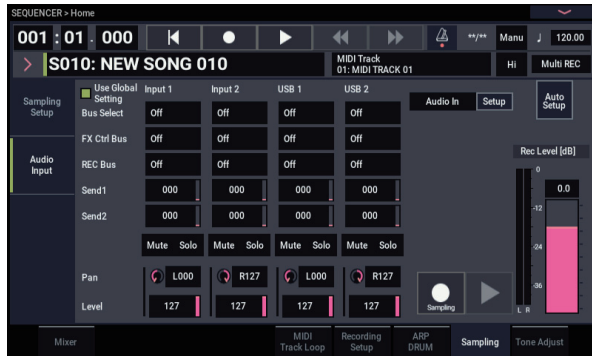 SEQUENCER > Home
001 : 01 . 000
**/** Manu ♩ 120.00
S010: NEW SONG 010
MIDI Track
01: MIDI TRACK 01
Hi Multi REC
Sampling
Setup
Audio
Input
Use Global
Setting
Input 1 Input 2 USB 1 USB 2
Bus Select Off Off Off Off
FX Ctrl Bus Off Off Off Off
REC Bus Off Off Off Off
Send1 000 000 000 000
Send2 000 000 000 000
Mute Solo Mute Solo Mute Solo Mute Solo
Pan L000 R127 L000 R127
Level 127 127 127 127
Audio In Setup
Auto
Setup
Rec Level [dB]
0
0.0
-12
-24
-36
L R
Sampling
Mixer
MIDI
Track Loop
Recording
Setup
ARP
DRUM
Sampling
Tone Adjust